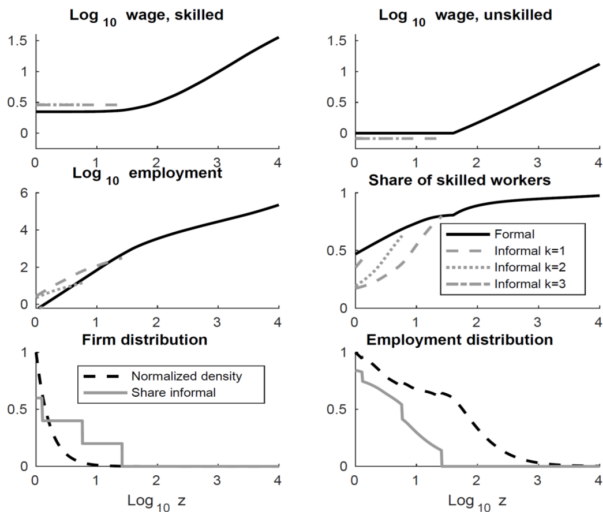 Log 10 wage, skilled
1.5
1
0.5
0
0 1 2 3 4
Log 10 wage, unskilled
1.5
1
0.5
0
0 1 2 3 4
Log 10 employment
6
4
2
0
0 1 2 3 4
Share of skilled workers
1
0.5
0
0 1 2 3 4
Formal
Informal k=1
Informal k=2
Informal k=3
Firm distribution
1
0.5
0
0 1 2 3 4
Log 10 z
Normalized density
Share informal
Employment distribution
1
0.5
0
0 1 2 3 4
Log 10 z